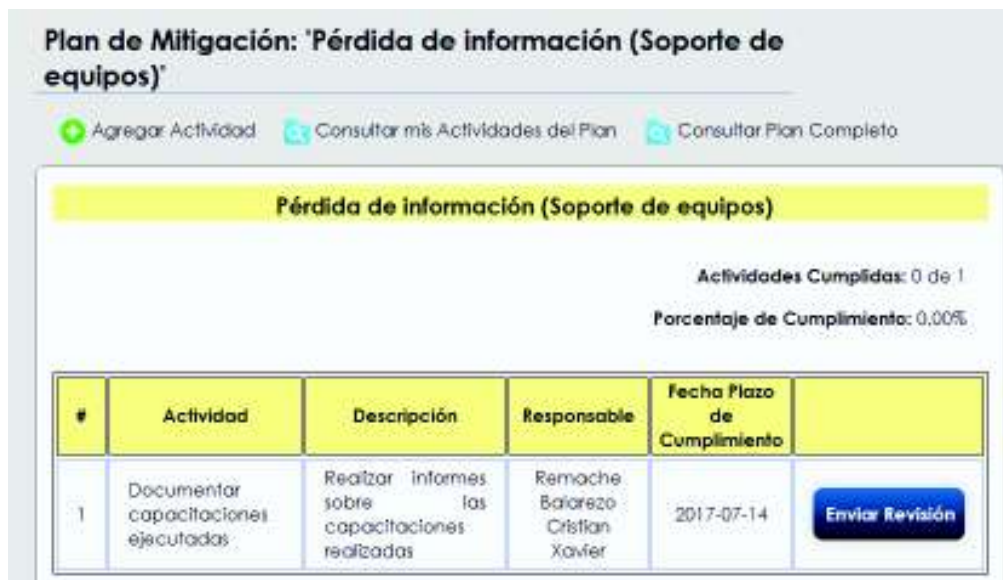 Plan de Mitigación: 'Pérdida de información (Soporte de
equipos)'
Agregar Actividad Consultar mis Actividades del Plan Consultar Plan Completo
Pérdida de información (Soporte de equipos)
Actividades Cumplidas: 0 de 1
Porcentaje de Cumplimiento: 0.00%
# Actividad Descripción Responsable Fecha Plazo
de
Cumplimiento
1 Documentar
capacitaciones
ejecutadas
Realizar informes
sobre las
capacitaciones
realizadas
Remache
Balarezo
Cristian
Xavier
2017-07-14
Enviar Revisión